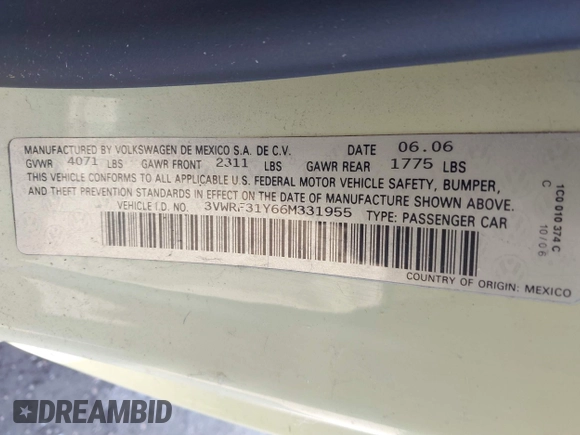 MANUFACTURED BY VOLKSWAGEN DE MEXICO S.A. DE C.V. DATE 06.06
GVWR 4071 LBS GAWR FRONT 2311 LBS GAWR REAR 1775 LBS
THIS VEHICLE CONFORMS TO ALL APPLICABLE U.S. FEDERAL MOTOR VEHICLE SAFETY, BUMPER,
AND THEFT PREVENTION STANDARDS IN EFFECT ON THE DATE OF MANUFACTURE SHOWN ABOVE.
VEHICLE I.D. NO. 3VWRF31Y66M331955 TYPE: PASSENGER CAR
COUNTRY OF ORIGIN: MEXICO
1C0 010 374 C
C 10/06
DREAMBID